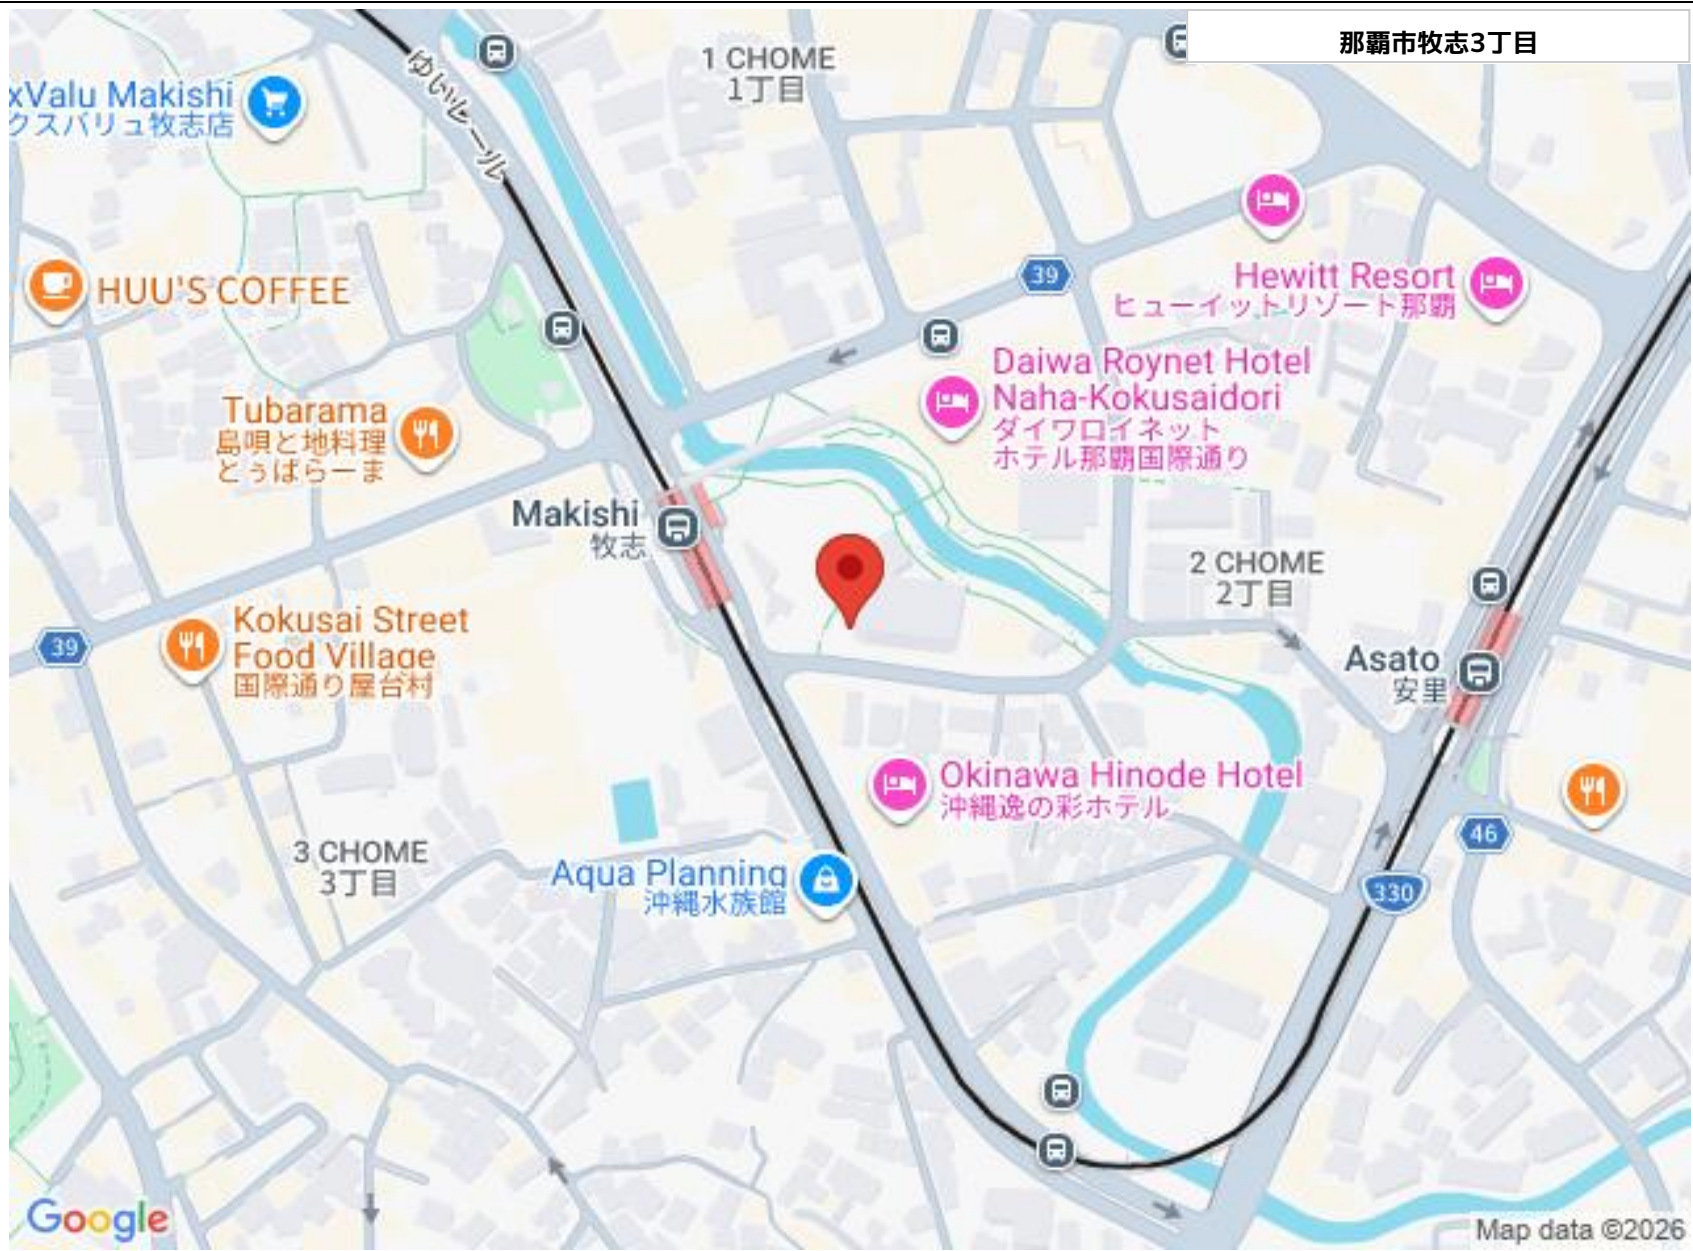 那覇市牧志3丁目
1 CHOME
1丁目
ゆいレール
xValu Makishi
クスバリュ牧志店
HUU'S COFFEE
39
Hewitt Resort
ヒューイットリゾート那覇
Daiwa Roynet Hotel
Naha-Kokusaidori
ダイワロイネット
ホテル那覇国際通り
Tubarama
島唄と地料理
とぅばらーま
Makishi
牧志
2 CHOME
2丁目
Kokusai Street
Food Village
国際通り屋台村
39
Asato
安里
Okinawa Hinode Hotel
沖縄逸の彩ホテル
46
3 CHOME
3丁目
Aqua Planning
沖縄水族館
330
Google
Map data ©2026